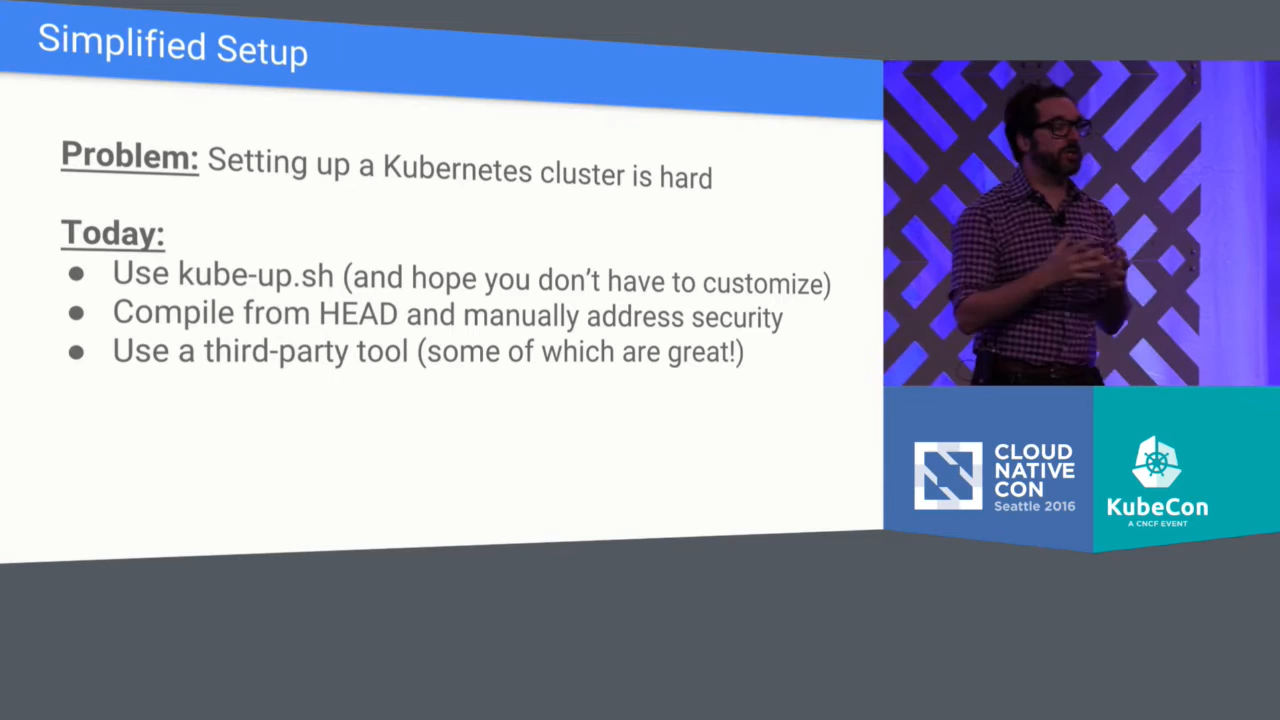 Simplified Setup
Problem: Setting up a Kubernetes cluster is hard
Today:
● Use kube-up.sh (and hope you don’t have to customize)
● Compile from HEAD and manually address security
● Use a third-party tool (some of which are great!)
CLOUD
NATIVE
CON
Seattle 2016
KubeCon
A CNCF EVENT